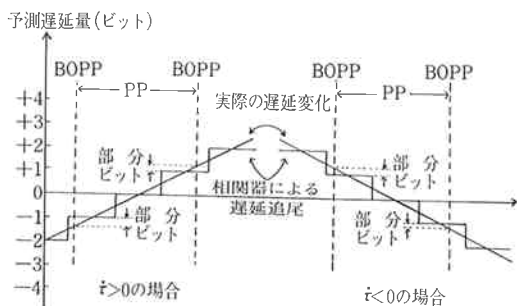 予測遅延量(ビット)
BOPP BOPP BOPP BOPP
PP PP
実際の遅延変化
+4
+3
+2
+1
0
−1
−2
−3
−4
部 分
ビット
部 分
ビット
相関器による
遅延追尾
部 分
ビット
部 分
ビット
τ̇>0の場合
τ̇<0の場合